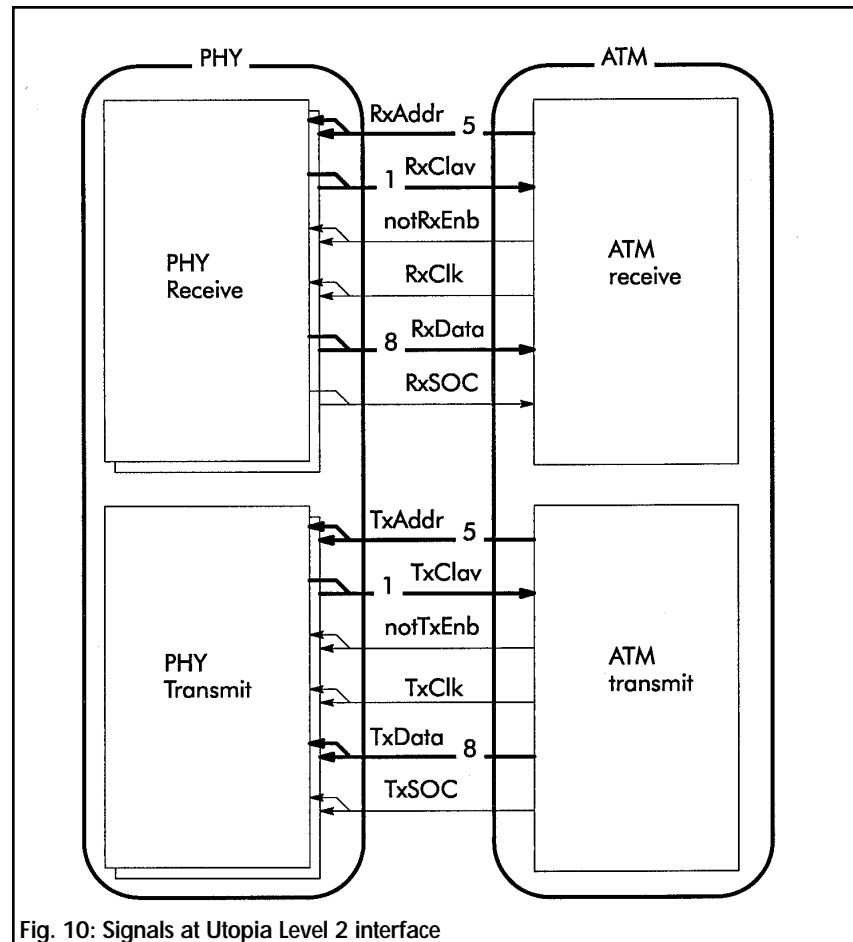 PHY
ATM
RxAddr 5
1 RxClav
notRxEnb
RxClk
8 RxData
RxSOC
PHY
Receive
ATM
receive
TxAddr 5
1 TxClav
notTxEnb
TxClk
TxData 8
TxSOC
PHY
Transmit
ATM
transmit
Fig. 10: Signals at Utopia Level 2 interface